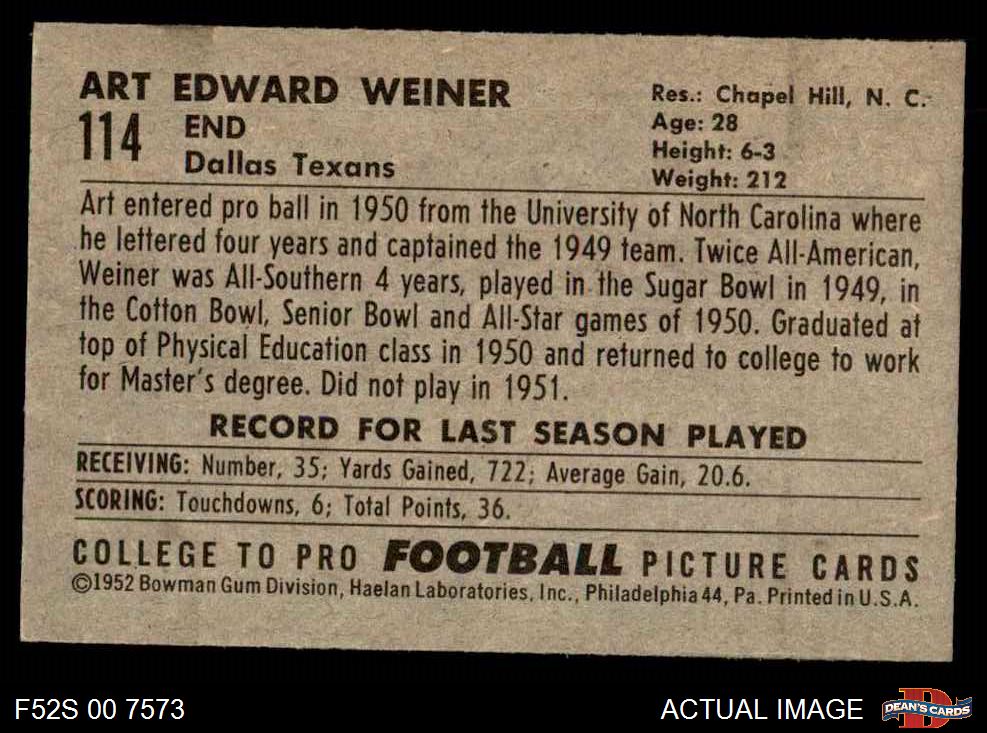 ART EDWARD WEINER
114
END
Dallas Texans
Res.: Chapel Hill, N. C.
Age: 28
Height: 6-3
Weight: 212
Art entered pro ball in 1950 from the University of North Carolina where
he lettered four years and captained the 1949 team. Twice All-American,
Weiner was All-Southern 4 years, played in the Sugar Bowl in 1949, in
the Cotton Bowl, Senior Bowl and All-Star games of 1950. Graduated at
top of Physical Education class in 1950 and returned to college to work
for Master's degree. Did not play in 1951.
RECORD FOR LAST SEASON PLAYED
RECEIVING: Number, 35; Yards Gained, 722; Average Gain, 20.6.
SCORING: Touchdowns, 6; Total Points, 36.
COLLEGE TO PRO FOOTBALL PICTURE CARDS
©1952 Bowman Gum Division, Haelan Laboratories, Inc., Philadelphia 44, Pa. Printed in U.S.A.
F52S 00 7573
ACTUAL IMAGE
D
DEAN'S CARDS